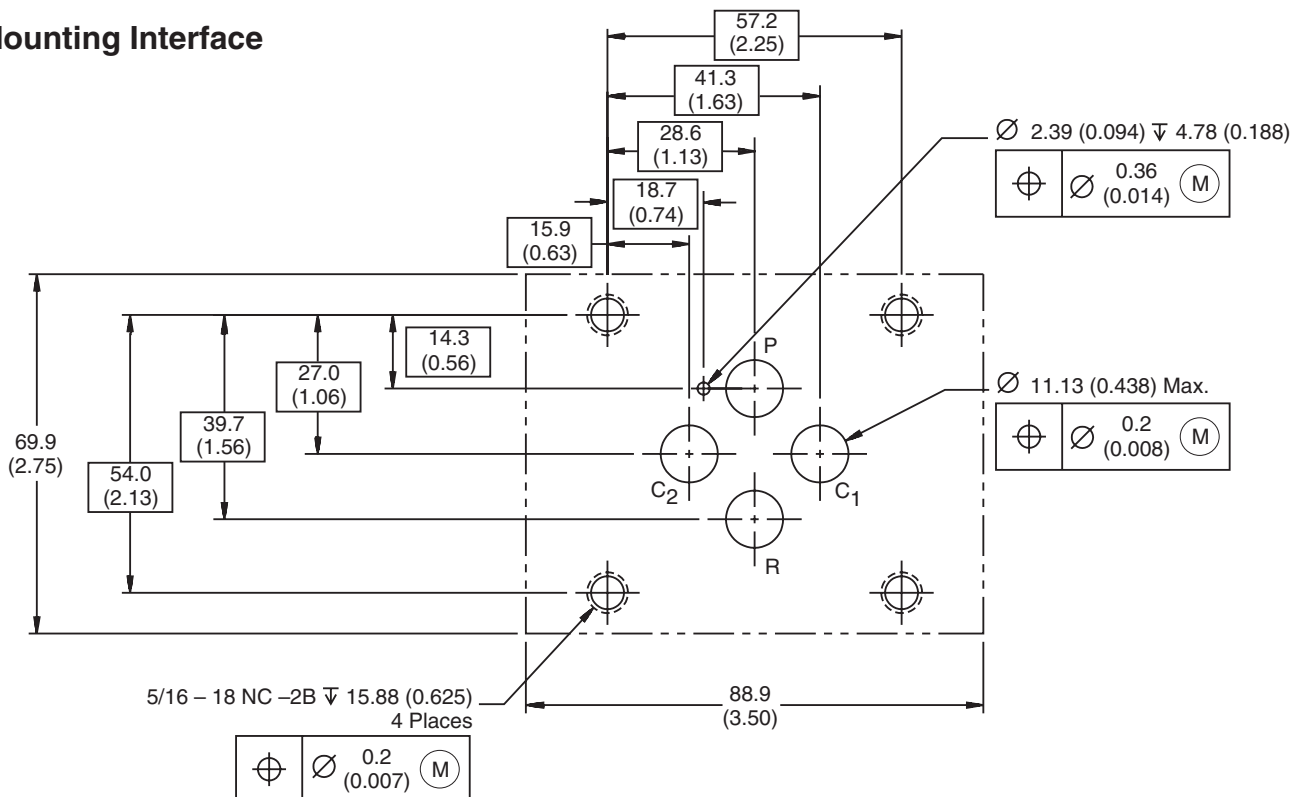 ounting Interface
57.2
(2.25)
41.3
(1.63)
28.6
(1.13)
18.7
(0.74)
15.9
(0.63)
⌀ 2.39 (0.094) ↧ 4.78 (0.188)
⌖ ⌀ 0.36
(0.014) Ⓜ
14.3
(0.56)
P
27.0
(1.06)
⌀ 11.13 (0.438) Max.
⌖ ⌀ 0.2
(0.008) Ⓜ
39.7
(1.56)
69.9
(2.75)
54.0
(2.13)
C2
C1
R
5/16 – 18 NC –2B ↧ 15.88 (0.625)
4 Places
⌖ ⌀ 0.2
(0.007) Ⓜ
88.9
(3.50)